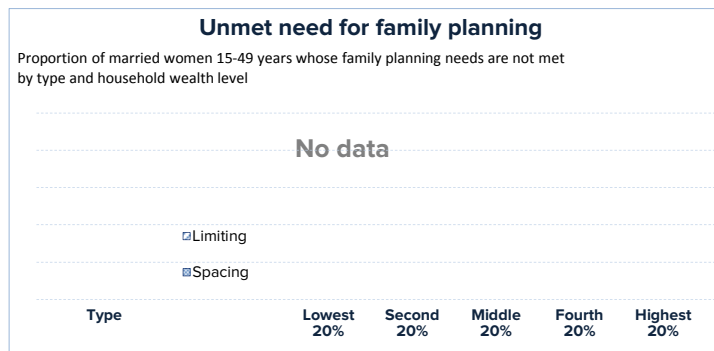 Unmet need for family planning
Proportion of married women 15-49 years whose family planning needs are not met
by type and household wealth level
No data
Limiting
Spacing
Type
Lowest 20%
Second 20%
Middle 20%
Fourth 20%
Highest 20%